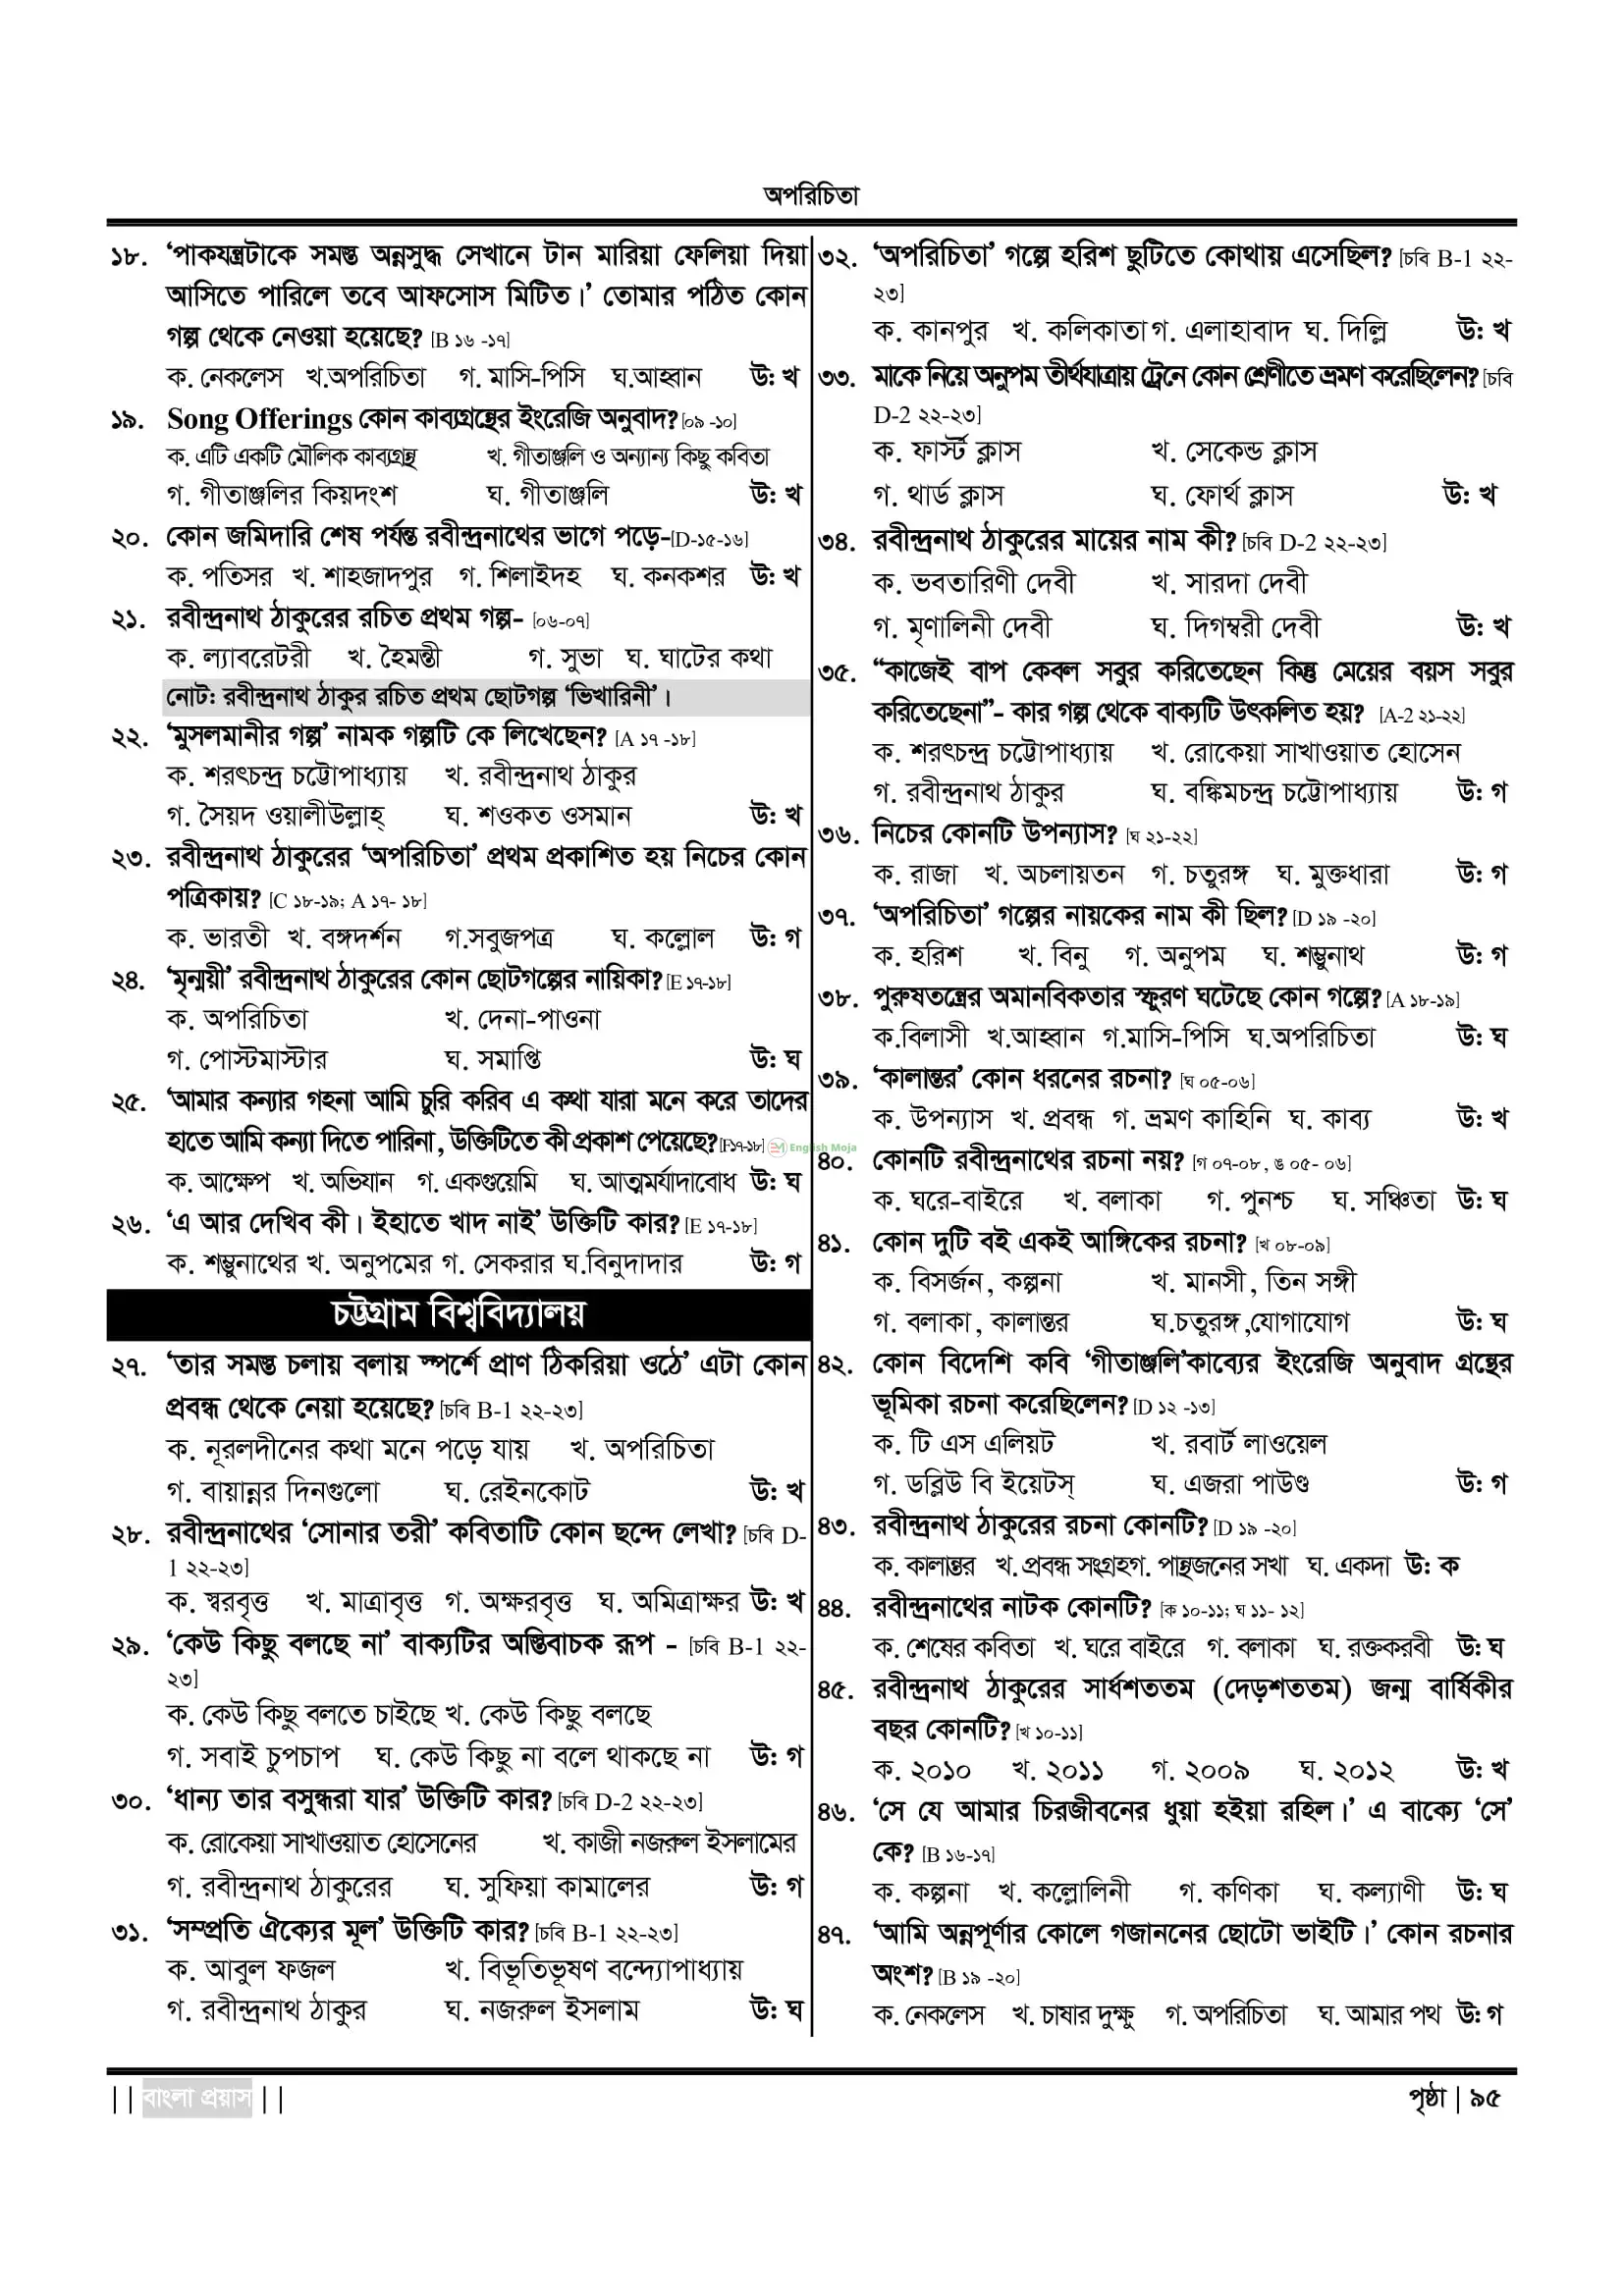 অপরিচিতা
১৮. ‘পাকযন্ত্রটাকে সমস্ত অন্নসুদ্ধ সেখানে টান মারিয়া ফেলিয়া দিয়া
আসিতে পারিলে তবে আফসোস মিটিত।’ তোমার পঠিত কোন
গল্প থেকে নেওয়া হয়েছে? [B ১৬ -১৭]
ক. নেকলেস খ.অপরিচিতা গ. মাসি-পিসি ঘ.আহ্বান উ: খ
১৯. Song Offerings কোন কাব্যগ্রন্থের ইংরেজি অনুবাদ? [০৯ -১০]
ক. এটি একটি মৌলিক কাব্যগ্রন্থ খ. গীতাঞ্জলি ও অন্যান্য কিছু কবিতা
গ. গীতাঞ্জলির কিয়দংশ ঘ. গীতাঞ্জলি উ: খ
২০. কোন জমিদারি শেষ পর্যন্ত রবীন্দ্রনাথের ভাগে পড়ে-[D-১৫-১৬]
ক. পতিসর খ. শাহজাদপুর গ. শিলাইদহ ঘ. কনকশর উ: খ
২১. রবীন্দ্রনাথ ঠাকুরের রচিত প্রথম গল্প- [০৬-০৭]
ক. ল্যাবরেটরী খ. হৈমন্তী গ. সুভা ঘ. ঘাটের কথা
নোট: রবীন্দ্রনাথ ঠাকুর রচিত প্রথম ছোটগল্প ‘ভিখারিনী’।
২২. ‘মুসলমানীর গল্প’ নামক গল্পটি কে লিখেছেন? [A ১৭ -১৮]
ক. শরৎচন্দ্র চট্টোপাধ্যায় খ. রবীন্দ্রনাথ ঠাকুর
গ. সৈয়দ ওয়ালীউল্লাহ্ ঘ. শওকত ওসমান উ: খ
২৩. রবীন্দ্রনাথ ঠাকুরের ‘অপরিচিতা’ প্রথম প্রকাশিত হয় নিচের কোন
পত্রিকায়? [C ১৮-১৯; A ১৭- ১৮]
ক. ভারতী খ. বঙ্গদর্শন গ.সবুজপত্র ঘ. কল্লোল উ: গ
২৪. ‘মৃন্ময়ী’ রবীন্দ্রনাথ ঠাকুরের কোন ছোটগল্পের নায়িকা? [E ১৭-১৮]
ক. অপরিচিতা খ. দেনা-পাওনা
গ. পোস্টমাস্টার ঘ. সমাপ্তি উ: ঘ
২৫. ‘আমার কন্যার গহনা আমি চুরি করিব এ কথা যারা মনে করে তাদের
হাতে আমি কন্যা দিতে পারিনা, উক্তিটিতে কী প্রকাশ পেয়েছে? [F১৭-১৮] English Moja
ক. আক্ষেপ খ. অভিযান গ. একগুয়েমি ঘ. আত্মমর্যাদাবোধ উ: ঘ
২৬. ‘এ আর দেখিব কী। ইহাতে খাদ নাই’ উক্তিটি কার? [E ১৭-১৮]
ক. শম্ভুনাথের খ. অনুপমের গ. সেকরার ঘ.বিনুদাদার উ: গ
চট্টগ্রাম বিশ্ববিদ্যালয়
২৭. ‘তার সমস্ত চলায় বলায় স্পর্শে প্রাণ ঠিকরিয়া ওঠে’ এটা কোন
প্রবন্ধ থেকে নেয়া হয়েছে? [চবি B-1 ২২-২৩]
ক. নূরলদীনের কথা মনে পড়ে যায় খ. অপরিচিতা
গ. বায়ান্নর দিনগুলো ঘ. রেইনকোট উ: খ
২৮. রবীন্দ্রনাথের ‘সোনার তরী’ কবিতাটি কোন ছন্দে লেখা? [চবি D-
1 ২২-২৩]
ক. স্বরবৃত্ত খ. মাত্রাবৃত্ত গ. অক্ষরবৃত্ত ঘ. অমিত্রাক্ষর উ: খ
২৯. ‘কেউ কিছু বলছে না’ বাক্যটির অস্তিবাচক রূপ - [চবি B-1 ২২-
২৩]
ক. কেউ কিছু বলতে চাইছে খ. কেউ কিছু বলছে
গ. সবাই চুপচাপ ঘ. কেউ কিছু না বলে থাকছে না উ: গ
৩০. ‘ধান্য তার বসুন্ধরা যার’ উক্তিটি কার? [চবি D-2 ২২-২৩]
ক. রোকেয়া সাখাওয়াত হোসেনের খ. কাজী নজরুল ইসলামের
গ. রবীন্দ্রনাথ ঠাকুরের ঘ. সুফিয়া কামালের উ: গ
৩১. ‘সম্প্রতি ঐক্যের মূল’ উক্তিটি কার? [চবি B-1 ২২-২৩]
ক. আবুল ফজল খ. বিভূতিভূষণ বন্দ্যোপাধ্যায়
গ. রবীন্দ্রনাথ ঠাকুর ঘ. নজরুল ইসলাম উ: ঘ
৩২. ‘অপরিচিতা’ গল্পে হরিশ ছুটিতে কোথায় এসেছিল? [চবি B-1 ২২-
২৩]
ক. কানপুর খ. কলিকাতা গ. এলাহাবাদ ঘ. দিল্লি উ: খ
৩৩. মাকে নিয়ে অনুপম তীর্থযাত্রায় ট্রেনে কোন শ্রেণীতে ভ্রমণ করেছিলেন? [চবি
D-2 ২২-২৩]
ক. ফার্স্ট ক্লাস খ. সেকেন্ড ক্লাস
গ. থার্ড ক্লাস ঘ. ফোর্থ ক্লাস উ: খ
৩৪. রবীন্দ্রনাথ ঠাকুরের মায়ের নাম কী? [চবি D-2 ২২-২৩]
ক. ভবতারিণী দেবী খ. সারদা দেবী
গ. মৃণালিনী দেবী ঘ. দিগম্বরী দেবী উ: খ
৩৫. “কাজেই বাপ কেবল সবুর করিতেছেন কিন্তু মেয়ের বয়স সবুর
করিতেছেনা”- কার গল্প থেকে বাক্যটি উৎকলিত হয়? [A-2 ২১-২২]
ক. শরৎচন্দ্র চট্টোপাধ্যায় খ. রোকেয়া সাখাওয়াত হোসেন
গ. রবীন্দ্রনাথ ঠাকুর ঘ. বঙ্কিমচন্দ্র চট্টোপাধ্যায় উ: গ
৩৬. নিচের কোনটি উপন্যাস? [ঘ ২১-২২]
ক. রাজা খ. অচলায়তন গ. চতুরঙ্গ ঘ. মুক্তধারা উ: গ
৩৭. ‘অপরিচিতা’ গল্পের নায়কের নাম কী ছিল? [D ১৯ -২০]
ক. হরিশ খ. বিনু গ. অনুপম ঘ. শম্ভুনাথ উ: গ
৩৮. পুরুষতন্ত্রের অমানবিকতার স্ফুরণ ঘটেছে কোন গল্পে? [A ১৮-১৯]
ক.বিলাসী খ.আহ্বান গ.মাসি-পিসি ঘ.অপরিচিতা উ: ঘ
৩৯. ‘কালান্তর’ কোন ধরনের রচনা? [ঘ ০৫-০৬]
ক. উপন্যাস খ. প্রবন্ধ গ. ভ্রমণ কাহিনি ঘ. কাব্য উ: খ
৪০. কোনটি রবীন্দ্রনাথের রচনা নয়? [গ ০৭-০৮, ঙ ০৫- ০৬]
ক. ঘরে-বাইরে খ. বলাকা গ. পুনশ্চ ঘ. সঞ্চিতা উ: ঘ
৪১. কোন দুটি বই একই আঙ্গিকের রচনা? [খ ০৮-০৯]
ক. বিসর্জন, কল্পনা খ. মানসী, তিন সঙ্গী
গ. বলাকা, কালান্তর ঘ.চতুরঙ্গ,যোগাযোগ উ: ঘ
৪২. কোন বিদেশি কবি ‘গীতাঞ্জলি’কাব্যের ইংরেজি অনুবাদ গ্রন্থের
ভূমিকা রচনা করেছিলেন? [D ১২ -১৩]
ক. টি এস এলিয়ট খ. রবার্ট লাওয়েল
গ. ডব্লিউ বি ইয়েটস্ ঘ. এজরা পাউণ্ড উ: গ
৪৩. রবীন্দ্রনাথ ঠাকুরের রচনা কোনটি? [D ১৯ -২০]
ক. কালান্তর খ. প্রবন্ধ সংগ্রহ গ. পান্থজনের সখা ঘ. একদা উ: ক
৪৪. রবীন্দ্রনাথের নাটক কোনটি? [ক ১০-১১; ঘ ১১- ১২]
ক. শেষের কবিতা খ. ঘরে বাইরে গ. বলাকা ঘ. রক্তকরবী উ: ঘ
৪৫. রবীন্দ্রনাথ ঠাকুরের সার্ধশততম (দেড়শততম) জন্ম বার্ষিকীর
বছর কোনটি? [খ ১০-১১]
ক. ২০১০ খ. ২০১১ গ. ২০০৯ ঘ. ২০১২ উ: খ
৪৬. ‘সে যে আমার চিরজীবনের ধুয়া হইয়া রহিল।’ এ বাক্যে ‘সে’
কে? [B ১৬-১৭]
ক. কল্পনা খ. কল্লোলিনী গ. কণিকা ঘ. কল্যাণী উ: ঘ
৪৭. ‘আমি অন্নপূর্ণার কোলে গজাননের ছোটো ভাইটি।’ কোন রচনার
অংশ? [B ১৯ -২০]
ক. নেকলেস খ. চাষার দুক্ষু গ. অপরিচিতা ঘ. আমার পথ উ: গ
|| বাংলা প্রয়াস ||
পৃষ্ঠা | ৯৫